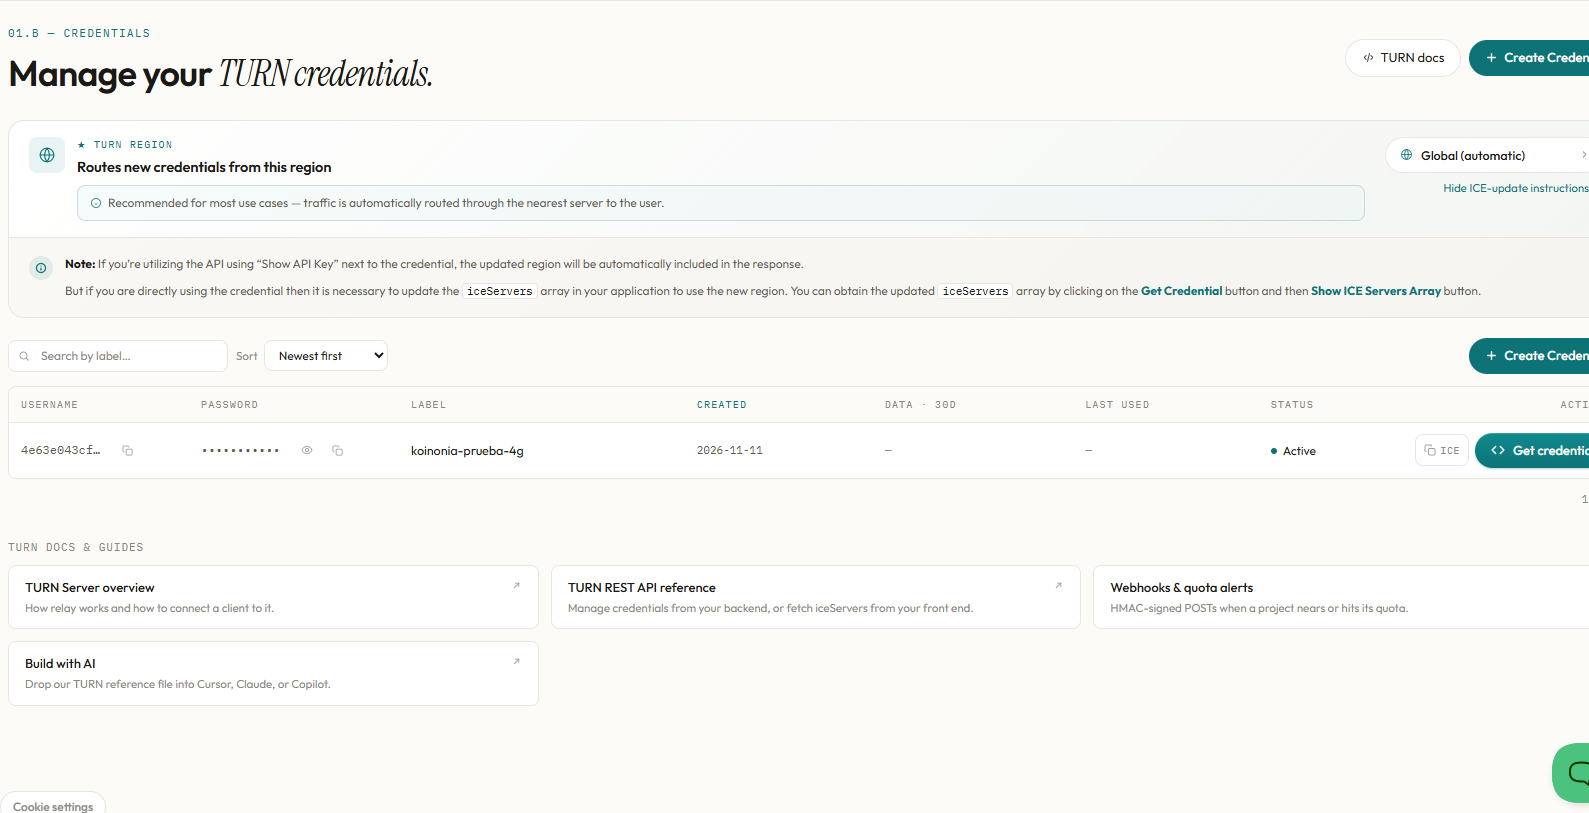 01.B — CREDENTIALS
Manage your TURN credentials.
TURN docs
+ Create Creden
★ TURN REGION
Routes new credentials from this region
Global (automatic)
Recommended for most use cases — traffic is automatically routed through the nearest server to the user.
Hide ICE-update instructions
Note: If you're utilizing the API using “Show API Key” next to the credential, the updated region will be automatically included in the response.
But if you are directly using the credential then it is necessary to update the iceServers array in your application to use the new region. You can obtain the updated iceServers array by clicking on the Get Credential button and then Show ICE Servers Array button.
Search by label...
Sort
Newest first
+ Create Creden
USERNAME PASSWORD LABEL CREATED DATA · 30D LAST USED STATUS ACTI
4e63e043cf… ••••••••••• koinonia-prueba-4g 2026-11-11 — — Active ICE Get credentia
1
TURN DOCS & GUIDES
TURN Server overview
How relay works and how to connect a client to it.
TURN REST API reference
Manage credentials from your backend, or fetch iceServers from your front end.
Webhooks & quota alerts
HMAC-signed POSTs when a project nears or hits its quota.
Build with AI
Drop our TURN reference file into Cursor, Claude, or Copilot.
Cookie settings